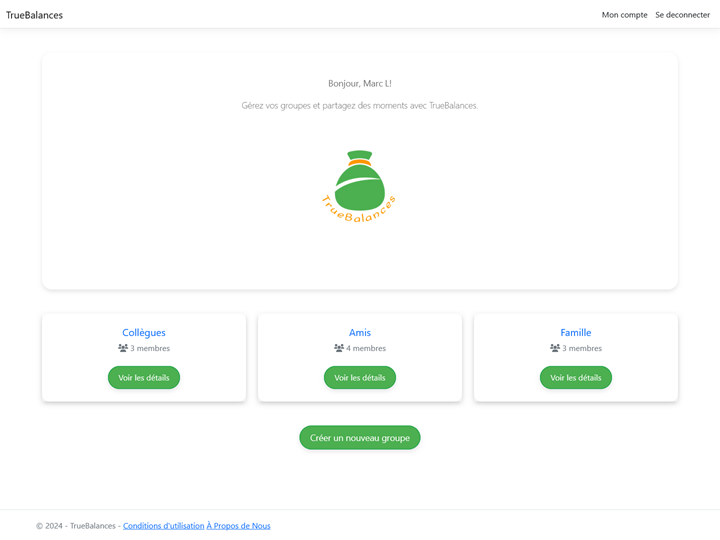 TrueBalances
Mon compte Se deconnecter
Bonjour, Marc L!
Gérez vos groupes et partagez des moments avec TrueBalances.
TrueBalances
Collègues
3 membres
Voir les détails
Amis
4 membres
Voir les détails
Famille
3 membres
Voir les détails
Créer un nouveau groupe
© 2024 - TrueBalances - Conditions d'utilisation À Propos de Nous